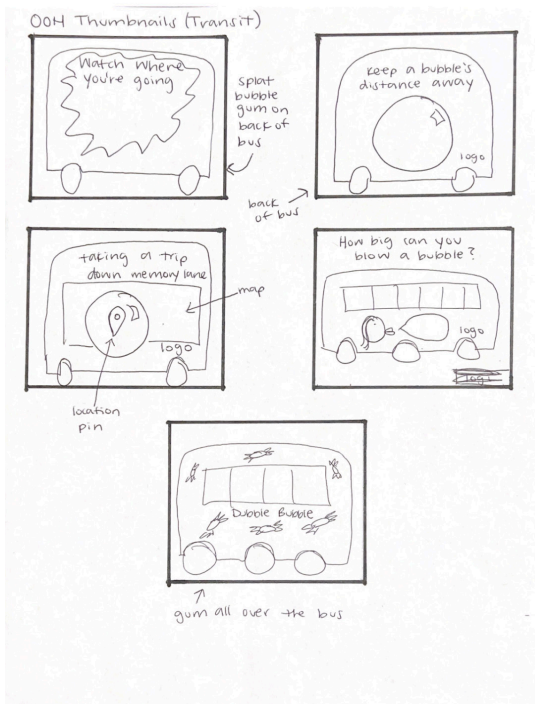 OOH Thumbnails (Transit)
Watch where
you're going
splat
bubble
gum on
back of
bus
keep a bubble's
distance away
logo
back
of bus
taking a trip
down memory lane
map
logo
location
pin
How big can you
blow a bubble?
logo
Dubble Bubble
gum all over the bus